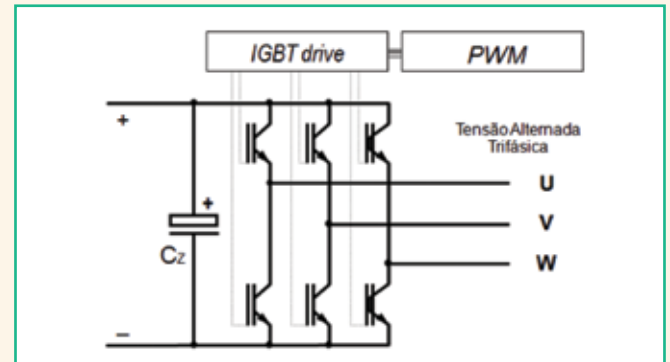 IGBT drive
PWM
+
Tensão Alternada
Trifásica
U
+
V
Cz
W
–